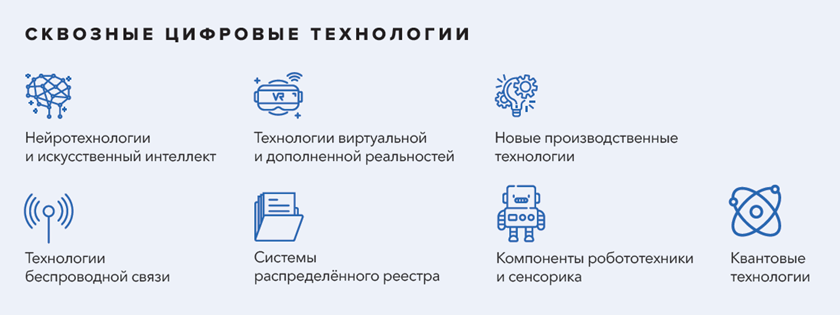 СКВОЗНЫЕ ЦИФРОВЫЕ ТЕХНОЛОГИИ
VR
Нейротехнологии
и искусственный интеллект
Технологии виртуальной
и дополненной реальностей
Новые производственные
технологии
Технологии
беспроводной связи
Системы
распределённого реестра
Компоненты робототехники
и сенсорика
Квантовые
технологии